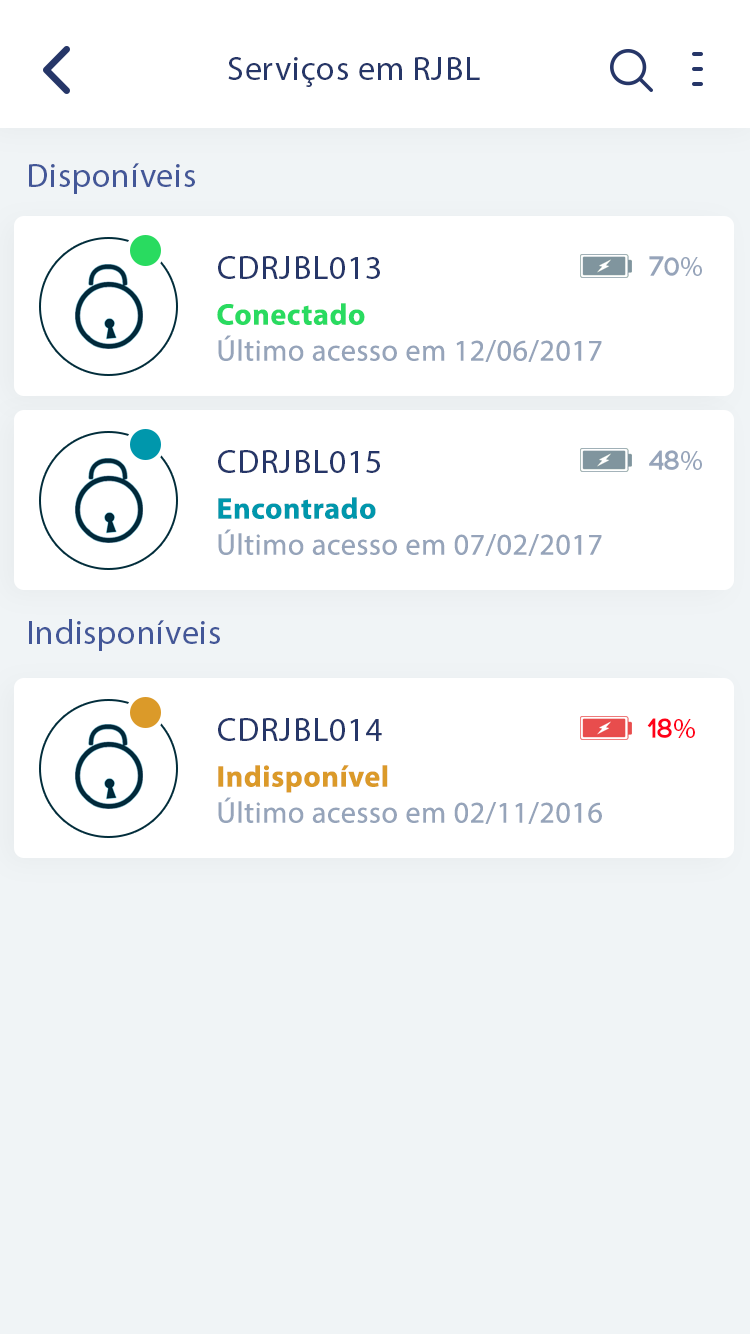 Serviços em RJBL
Disponíveis
CDRJBL013
70%
Conectado
Último acesso em 12/06/2017
CDRJBL015
48%
Encontrado
Último acesso em 07/02/2017
Indisponíveis
CDRJBL014
18%
Indisponível
Último acesso em 02/11/2016